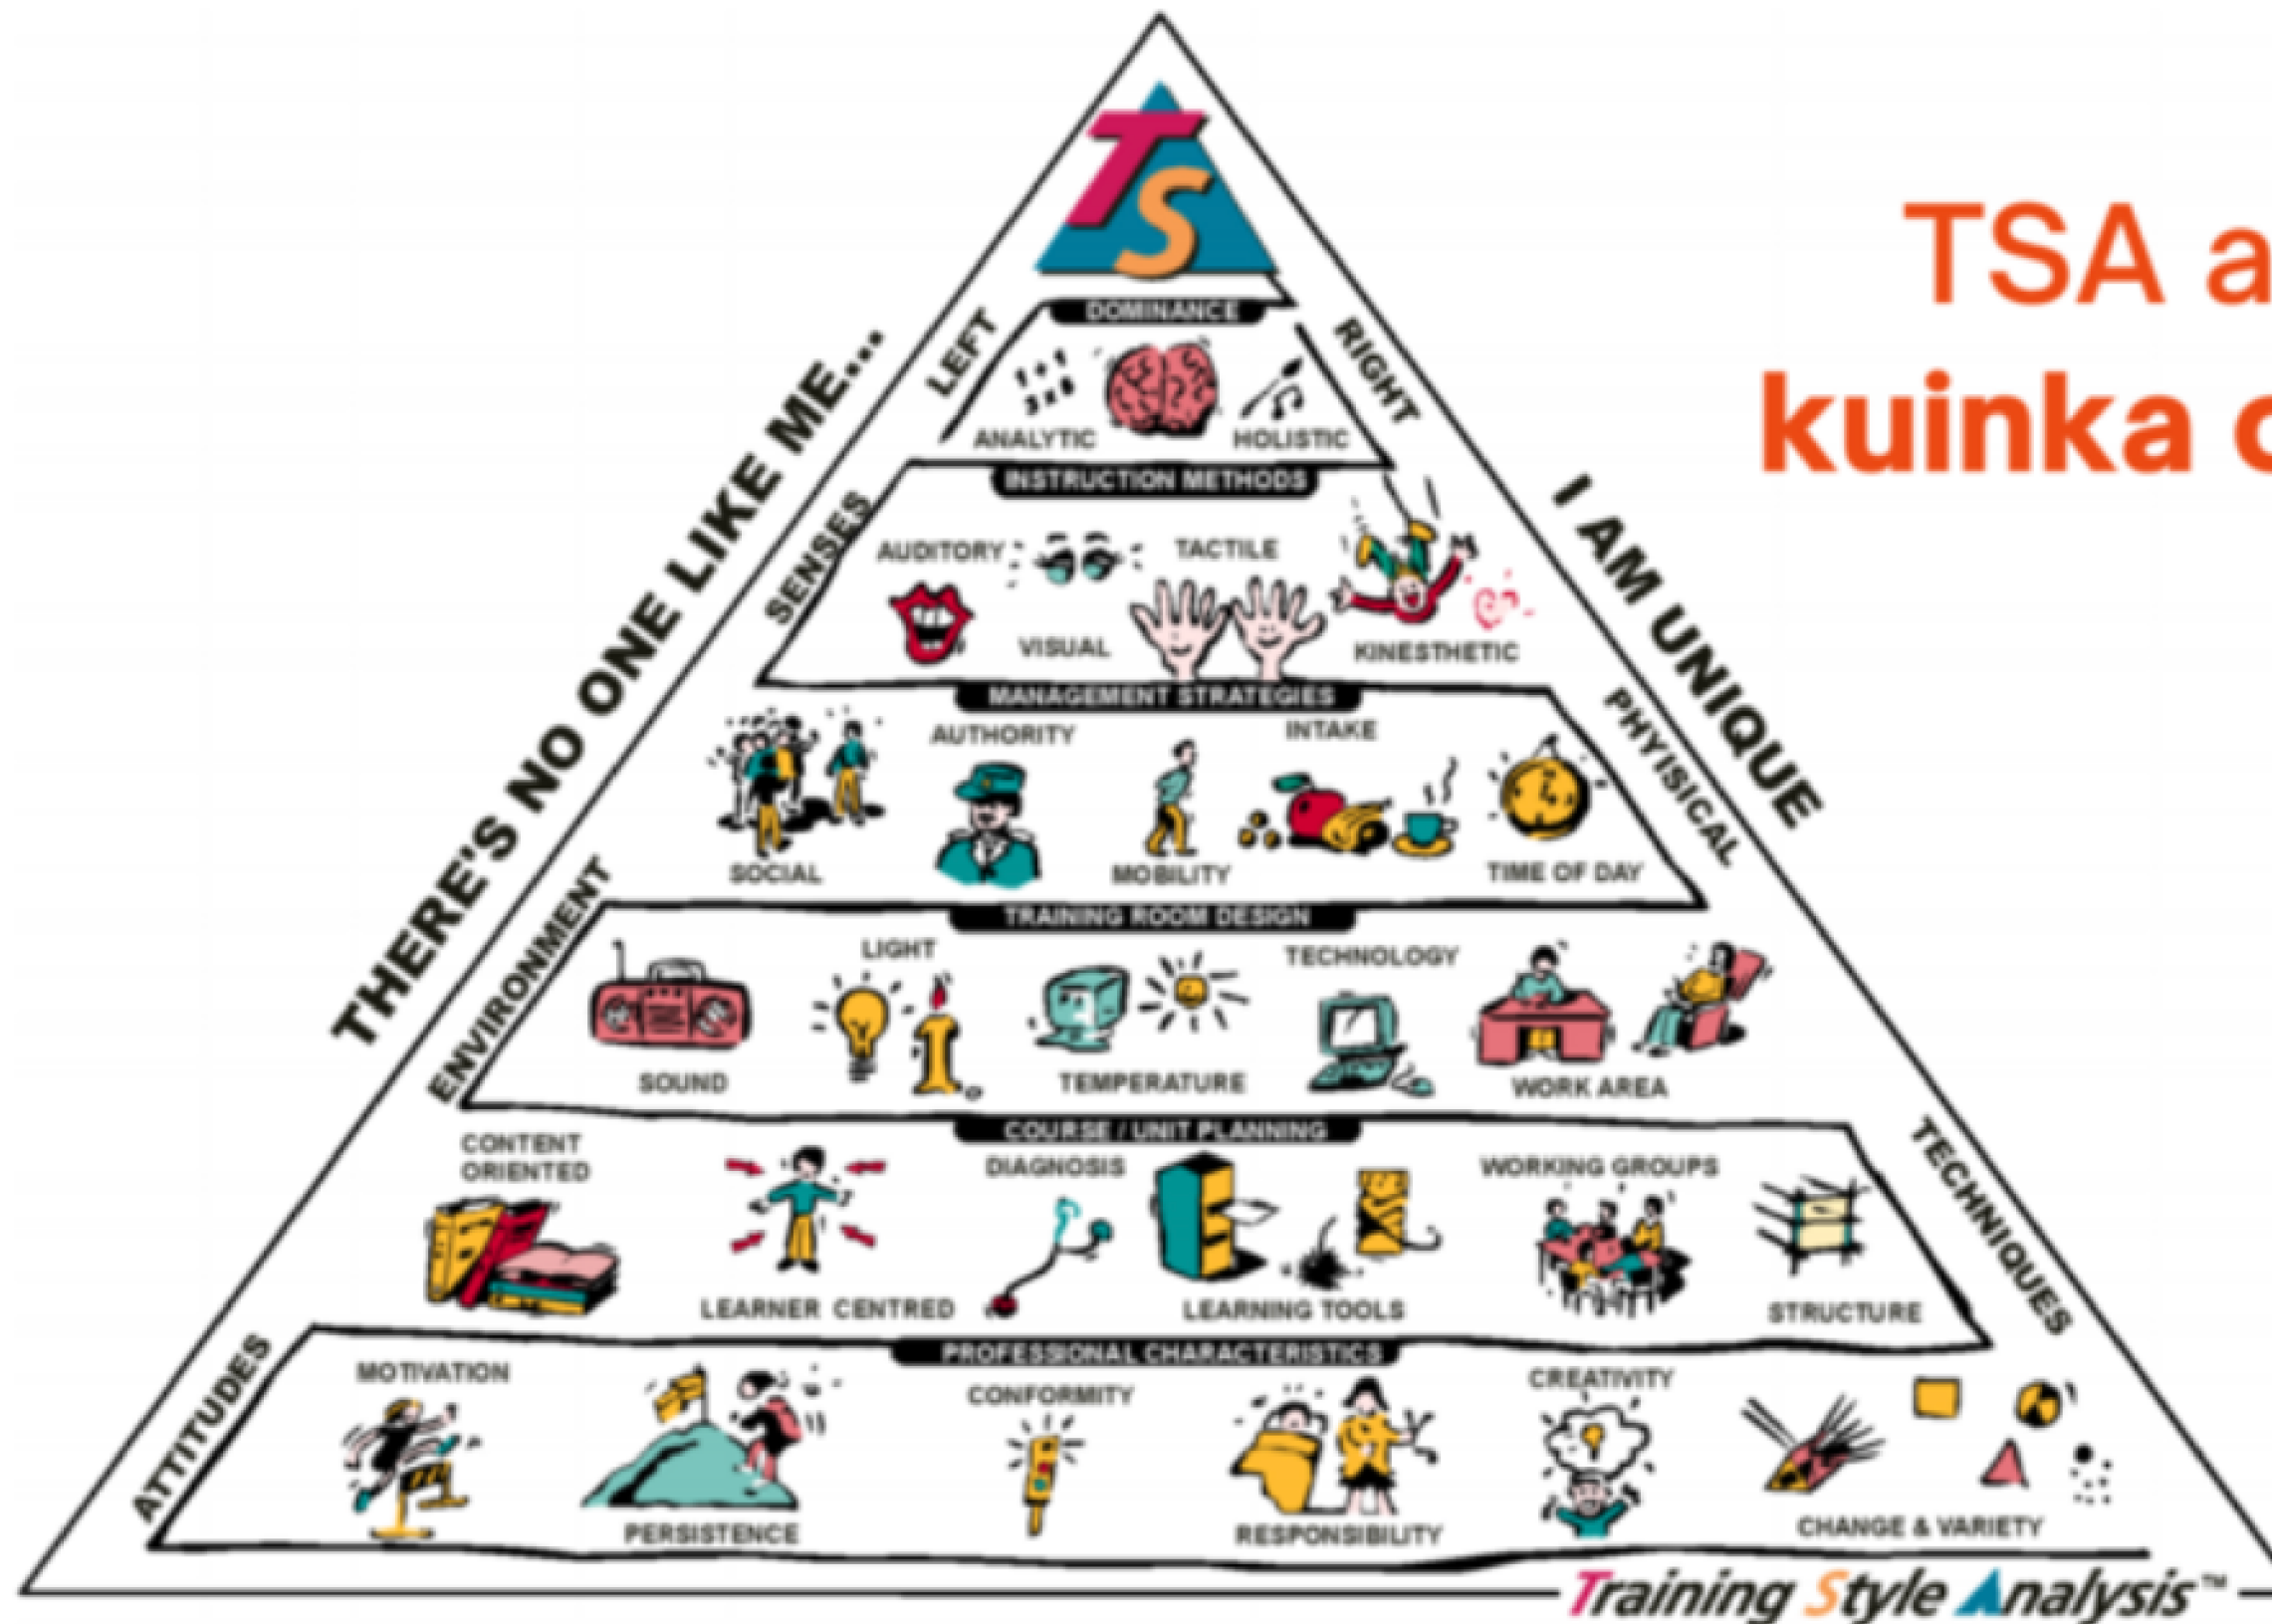 TS
DOMINANCE
LEFT
RIGHT
ANALYTIC
HOLISTIC
THERE'S NO ONE LIKE ME...
I AM UNIQUE
INSTRUCTION METHODS
SENSES
AUDITORY
TACTILE
VISUAL
KINESTHETIC
MANAGEMENT STRATEGIES
PHYISICAL
AUTHORITY
INTAKE
SOCIAL
MOBILITY
TIME OF DAY
TRAINING ROOM DESIGN
ENVIRONMENT
LIGHT
TECHNOLOGY
SOUND
TEMPERATURE
WORK AREA
COURSE / UNIT PLANNING
TECHNIQUES
CONTENT
ORIENTED
DIAGNOSIS
WORKING GROUPS
LEARNER CENTRED
LEARNING TOOLS
STRUCTURE
PROFESSIONAL CHARACTERISTICS
ATTITUDES
MOTIVATION
CONFORMITY
CREATIVITY
PERSISTENCE
RESPONSIBILITY
CHANGE & VARIETY
Training Style Analysis™
TSA
kuinka